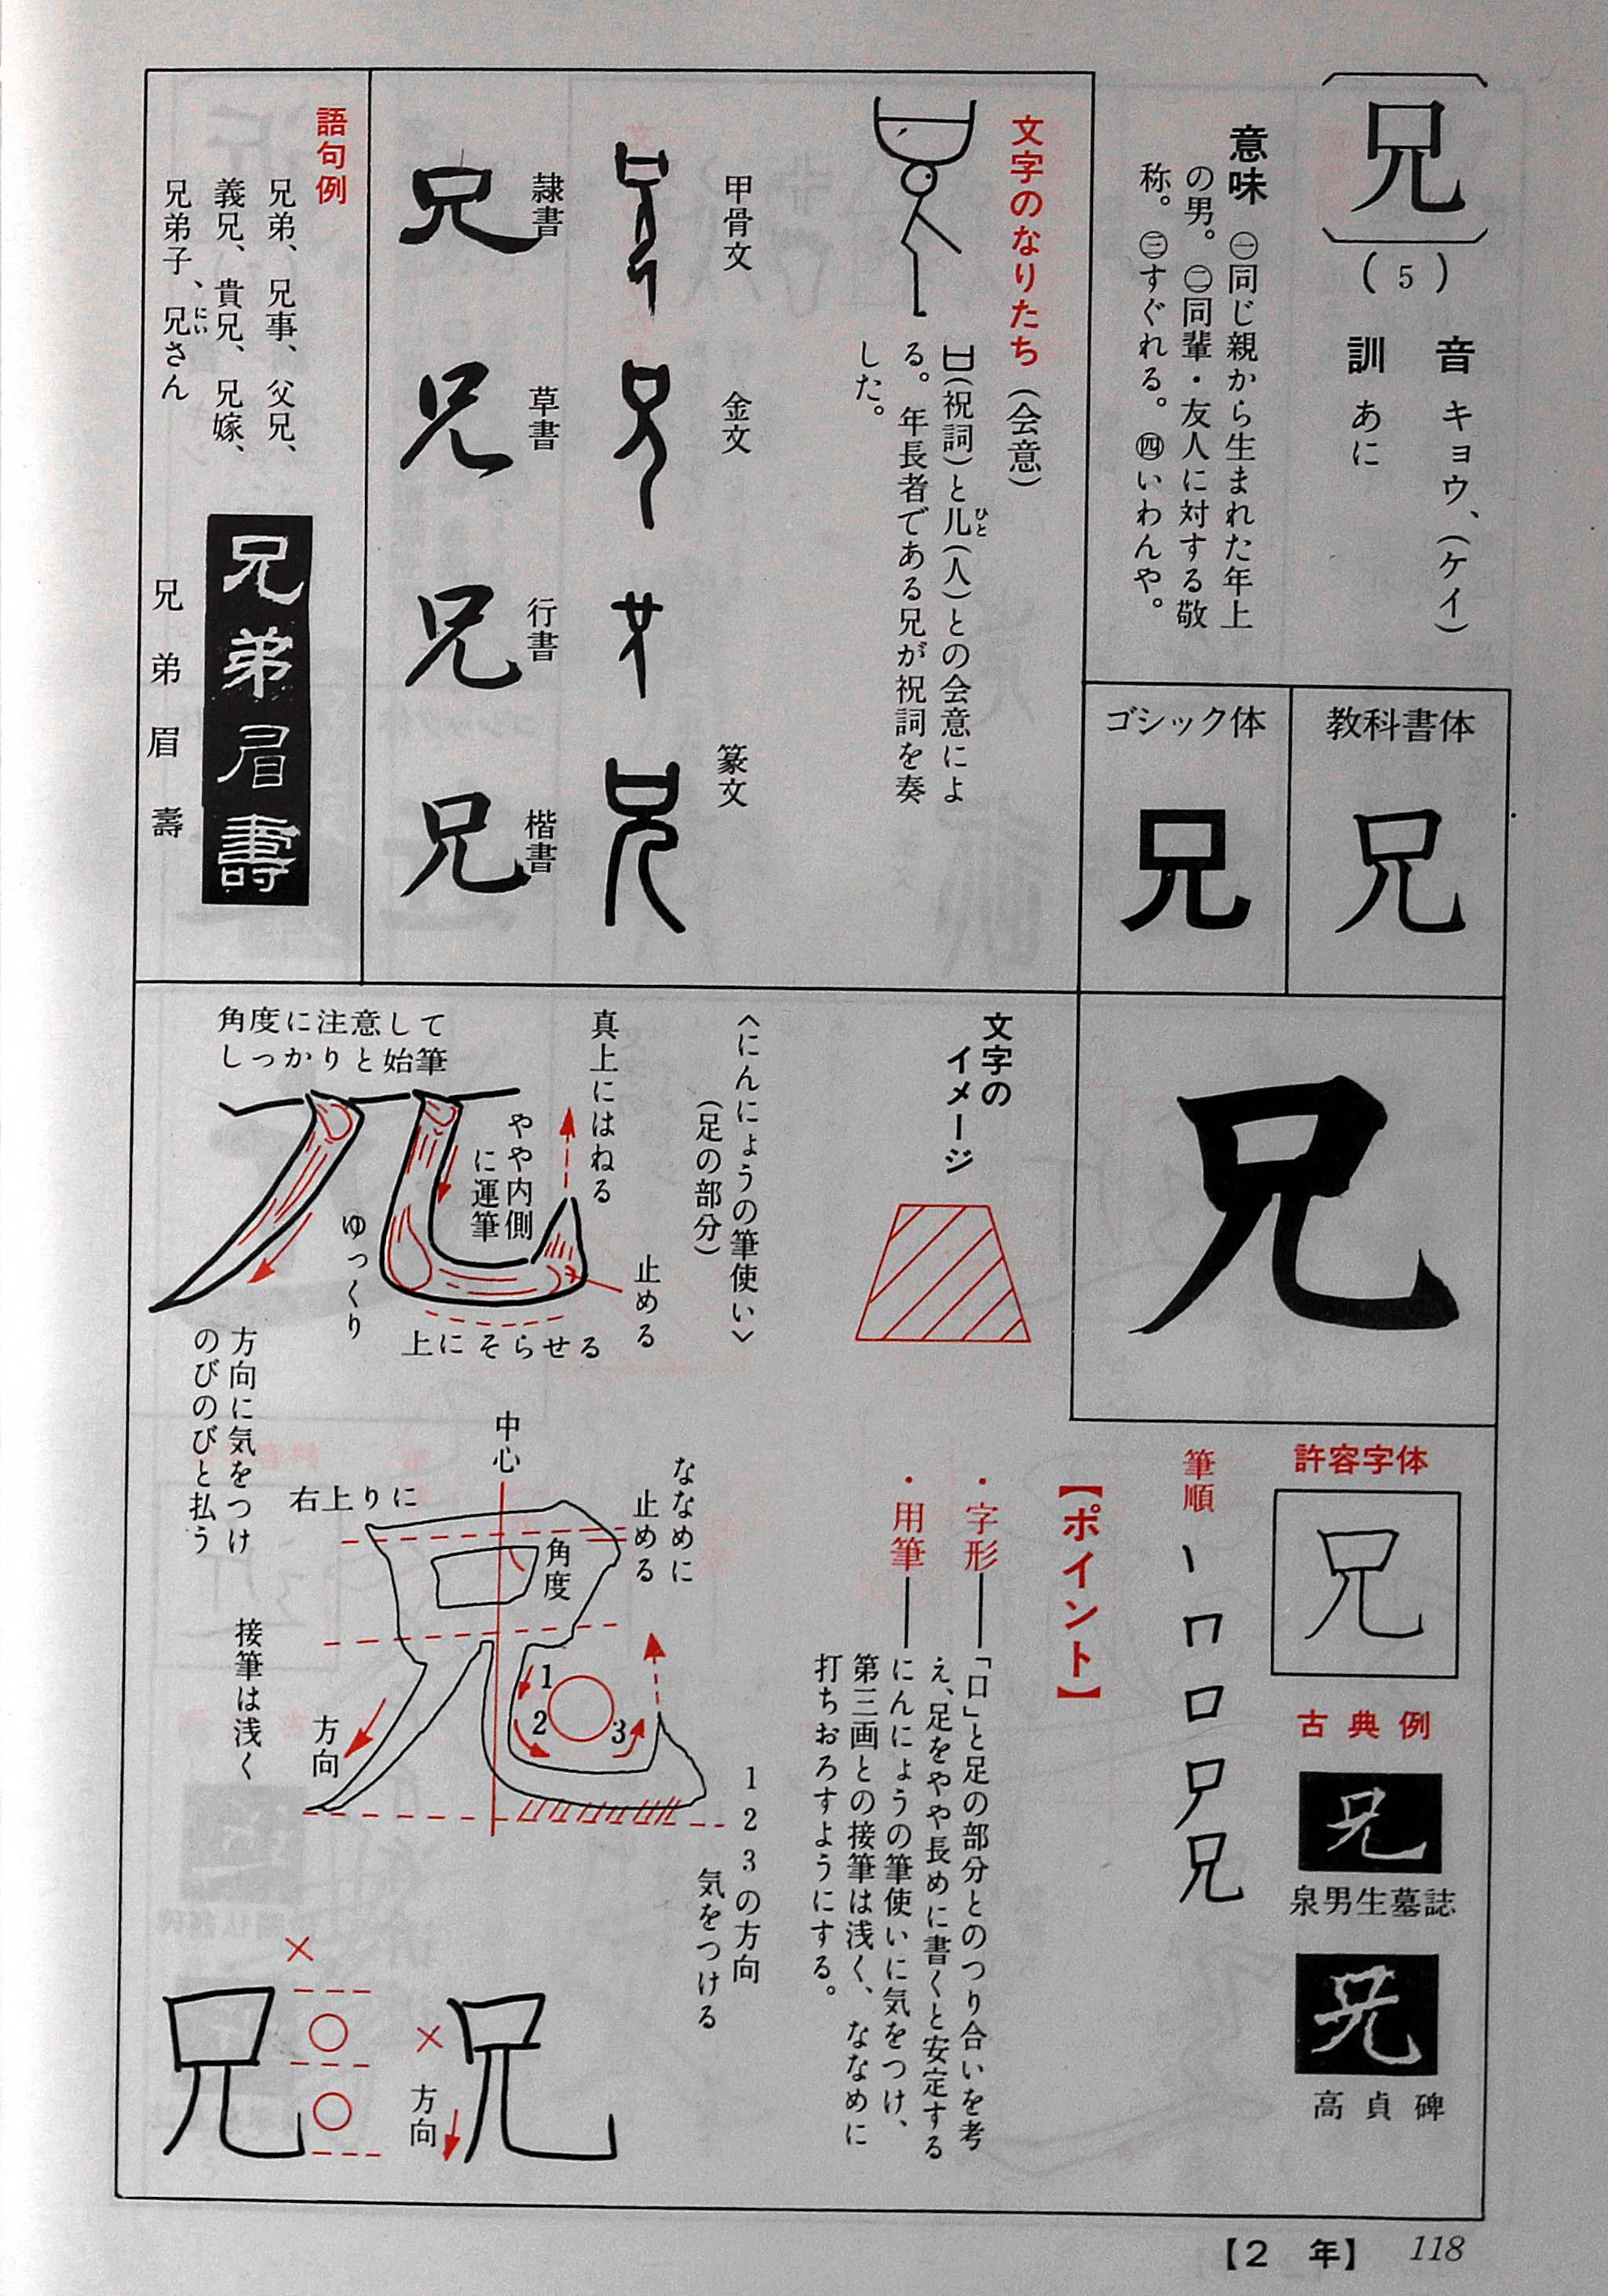 兄
(5)
音 キョウ、(ケイ)
訓 あに
意味 ㊀同じ親から生まれた年上
の男。㊁同輩・友人に対する敬
称。㊂すぐれる。㊃いわんや。
教科書体
兄
ゴシック体
兄
文字のなりたち(会意)
𠙵(祝詞)と儿(人)との会意によ
ひと
る。年長者である兄が祝詞を奏
した。
甲骨文
金文
篆文
隷書
兄
草書
兄
行書
兄
楷書
兄
語句例
兄弟、兄事、父兄、
義兄、貴兄、兄嫁、
兄弟子、兄さん
にい
兄弟眉壽
兄弟眉壽
兄
許容字体
兄
古典例
兄
泉男生墓誌
兄
高貞碑
筆順
丨 冂 口 尸 兄
文字の
イメージ
【ポイント】
・字形――「口」と足の部分とのつり合いを考
え、足をやや長めに書くと安定する
・用筆――にんにょうの筆使いに気をつけ、
第三画との接筆は浅く、ななめに
打ちおろすようにする。
〈にんにょうの筆使い〉
(足の部分)
真上にはねる
やや内側
に運筆
角度に注意して
しっかりと始筆
止める
上にそらせる
ゆっくり
方向に気をつけ
のびのびと払う
中心
ななめに
止める
右上りに
角度
1
2
3
接筆は浅く
方向
1 2 3の方向
気をつける
×
兄
方向
×
兄
【2 年】 118